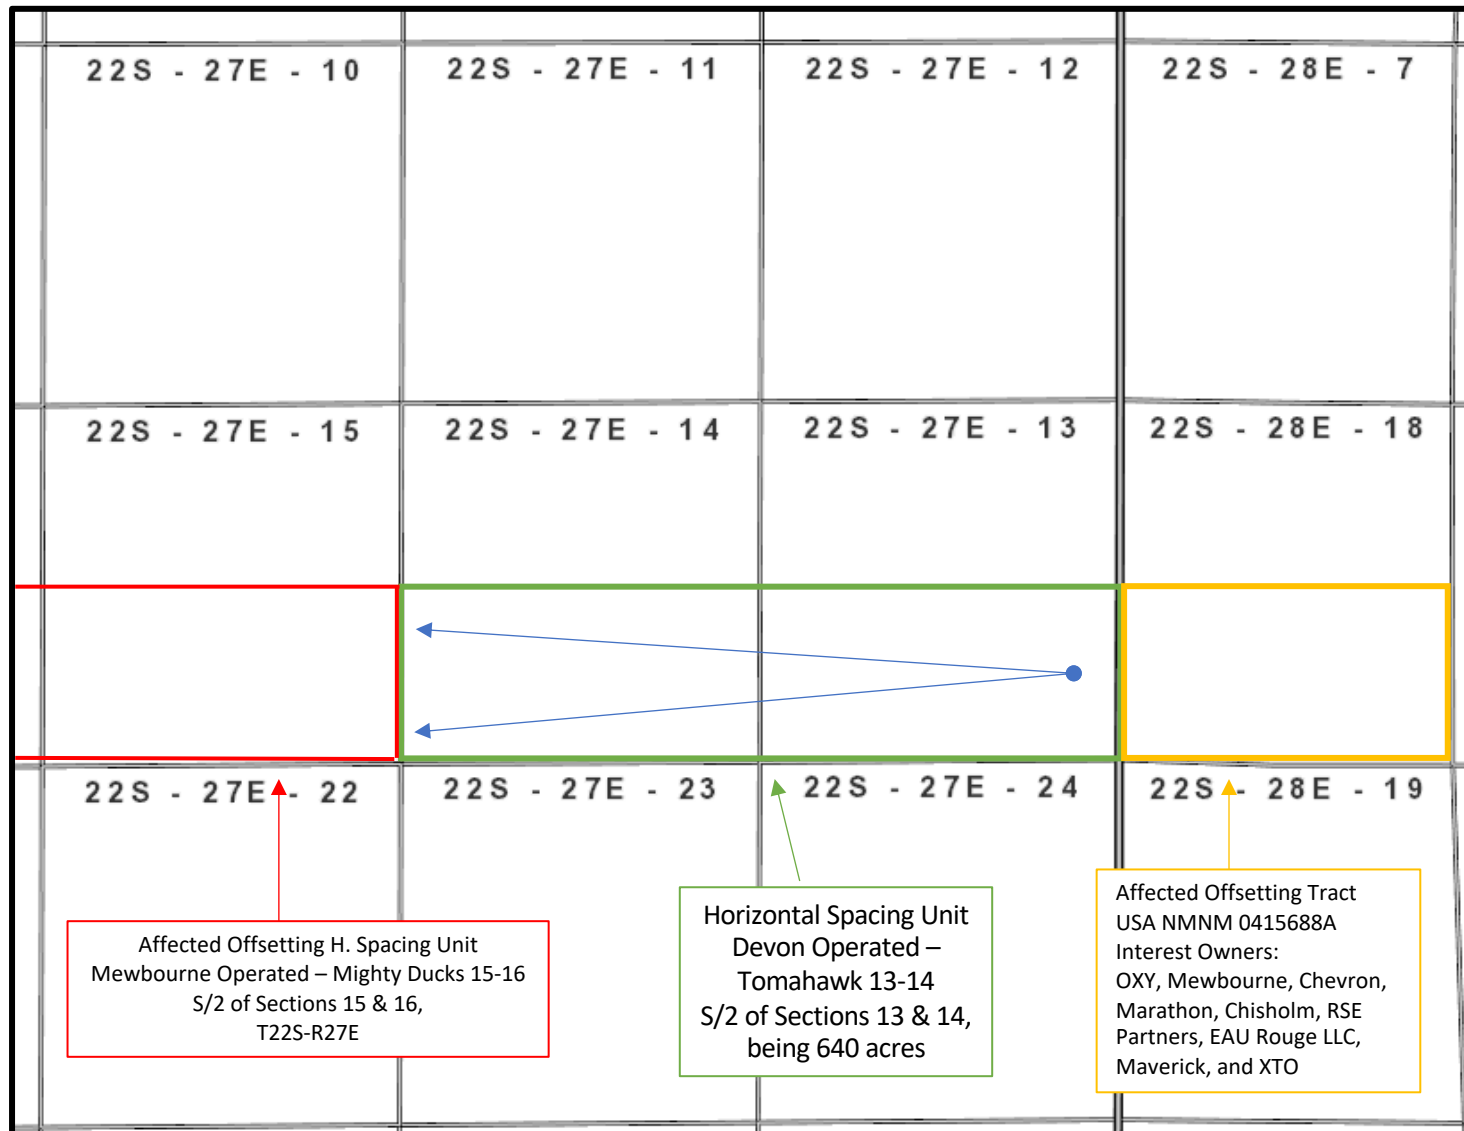 22S - 27E - 10
22S - 27E - 11
22S - 27E - 12
22S - 28E - 7
22S - 27E - 15
22S - 27E - 14
22S - 27E - 13
22S - 28E - 18
22S - 27E - 22
22S - 27E - 23
22S - 27E - 24
22S - 28E - 19
Affected Offsetting H. Spacing Unit
Mewbourne Operated – Mighty Ducks 15-16
S/2 of Sections 15 & 16,
T22S-R27E
Horizontal Spacing Unit
Devon Operated –
Tomahawk 13-14
S/2 of Sections 13 & 14,
being 640 acres
Affected Offsetting Tract
USA NMNM 0415688A
Interest Owners:
OXY, Mewbourne, Chevron,
Marathon, Chisholm, RSE
Partners, EAU Rouge LLC,
Maverick, and XTO